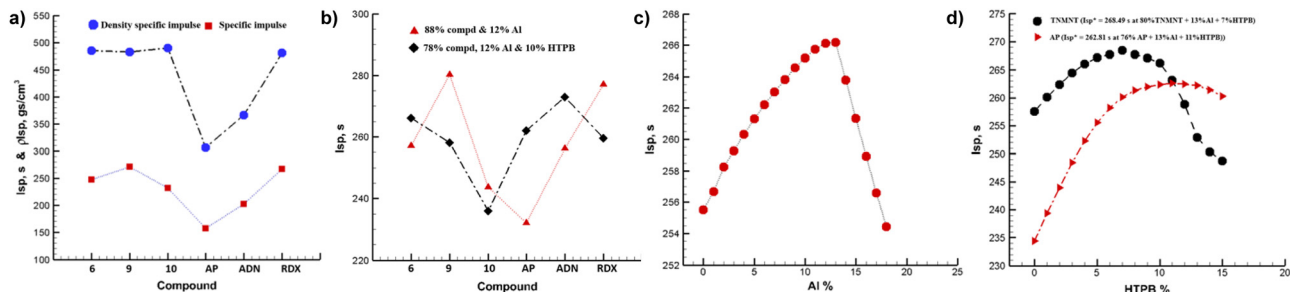 a)
Density specific impulse
Specific impulse
Isp, s & ρIsp, gs/cm³
500
450
400
350
300
250
200
150
100
6 9 10 AP ADN RDX
Compound
b)
88% compd & 12% Al
78% compd, 12% Al & 10% HTPB
Isp, s
300
280
260
240
220
6 9 10 AP ADN RDX
Compound
c)
Isp, s
268
266
264
262
260
258
256
254
252
0 5 10 15 20 25
Al %
d)
TNMNT (Isp* = 268.49 s at 80%TNMNT + 13%Al + 7%HTPB)
AP (Isp* = 262.81 s at 76% AP + 13%Al + 11%HTPB))
Isp, s
275
270
265
260
255
250
245
240
235
230
0 5 10 15 20
HTPB %